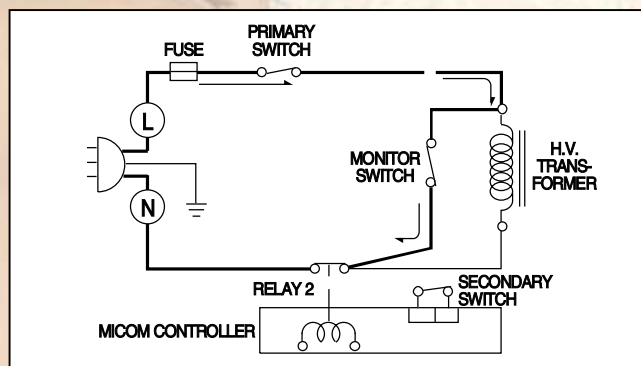 PRIMARY
SWITCH
FUSE
L
MONITOR
SWITCH
H.V.
TRANS-
FORMER
N
RELAY 2
SECONDARY
SWITCH
MICOM CONTROLLER